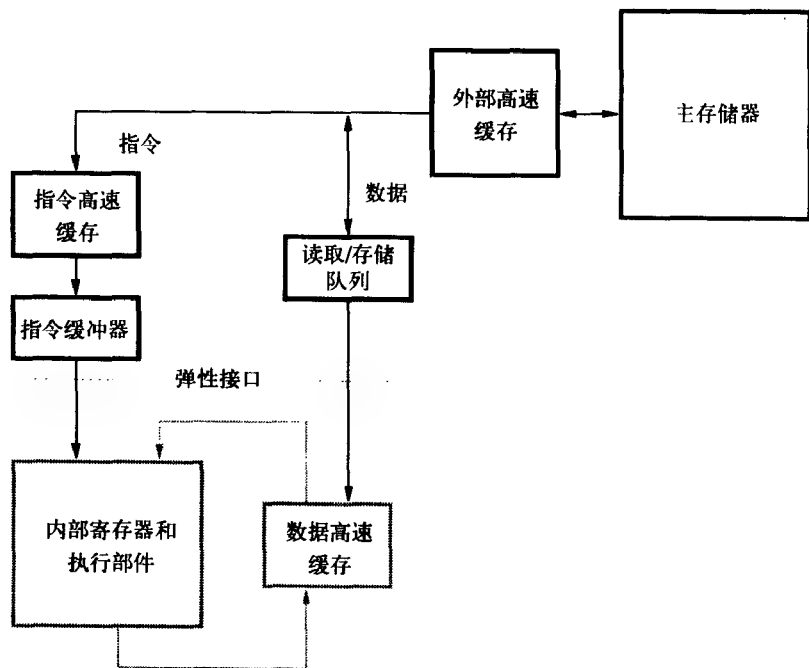 外部高速
缓存
主存储器
指令
数据
指令高速
缓存
读取/存储
队列
指令缓冲器
弹性接口
内部寄存器和
执行部件
数据高速
缓存